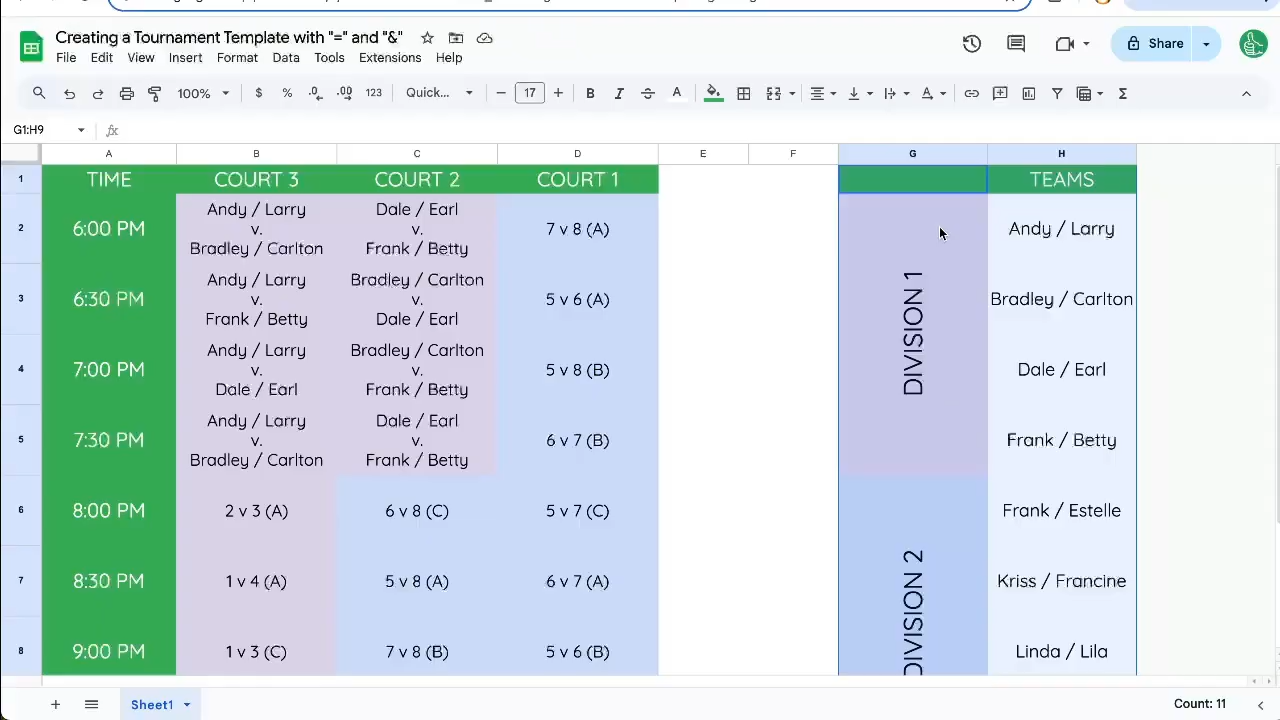 Creating a Tournament Template with "=" and "&"
File Edit View Insert Format Data Tools Extensions Help
Share
100% $ % .0 .00 123 Quick... − 17 + B I A Σ
G1:H9 fx
A B C D E F G H
1 TIME COURT 3 COURT 2 COURT 1 TEAMS
Andy / Larry Dale / Earl
2 6:00 PM v. v. 7 v 8 (A) Andy / Larry
Bradley / Carlton Frank / Betty
Andy / Larry Bradley / Carlton
3 6:30 PM v. v. 5 v 6 (A) Bradley / Carlton
Frank / Betty Dale / Earl
DIVISION 1
Andy / Larry Bradley / Carlton
4 7:00 PM v. v. 5 v 8 (B) Dale / Earl
Dale / Earl Frank / Betty
Andy / Larry Dale / Earl
5 7:30 PM v. v. 6 v 7 (B) Frank / Betty
Bradley / Carlton Frank / Betty
6 8:00 PM 2 v 3 (A) 6 v 8 (C) 5 v 7 (C) Frank / Estelle
7 8:30 PM 1 v 4 (A) 5 v 8 (A) 6 v 7 (A) Kriss / Francine
DIVISION 2
8 9:00 PM 1 v 3 (C) 7 v 8 (B) 5 v 6 (B) Linda / Lila
+ Sheet1 Count: 11